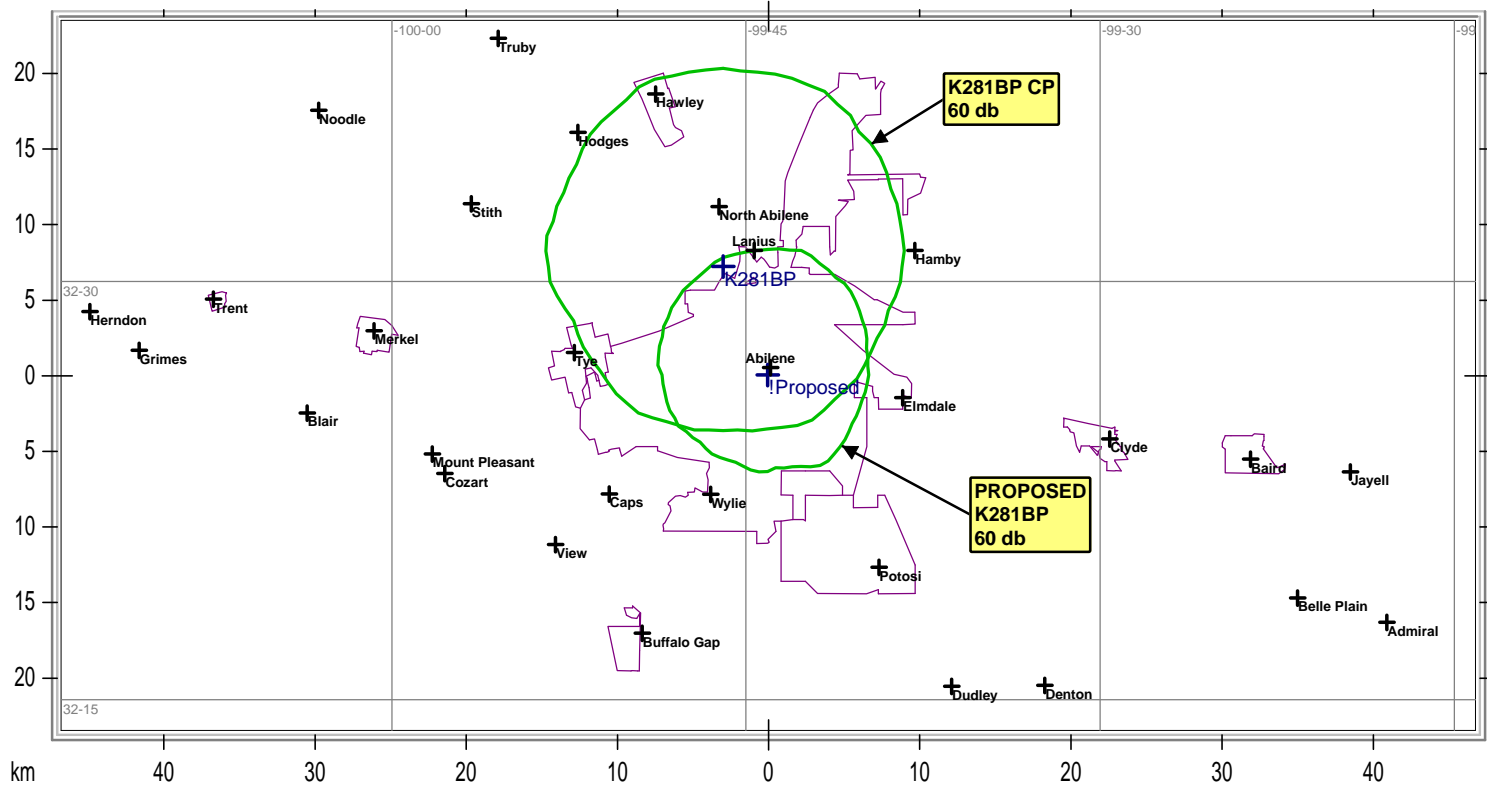 -100-00
-99-45
-99-30
-99
Truby
20
K281BP CP
60 db
Hawley
Noodle
15
Hodges
Stith
North Abilene
10
Lanius
Hamby
K281BP
32-30
5
Trent
Herndon
Merkel
Grimes
Tye
Abilene
0
!Proposed
Elmdale
Blair
Clyde
5
Mount Pleasant
Baird
Cozart
Jayell
PROPOSED
K281BP
60 db
Caps
Wylie
10
View
Potosi
15
Belle Plain
Admiral
Buffalo Gap
20
Dudley
Denton
32-15
km
40
30
20
10
0
10
20
30
40